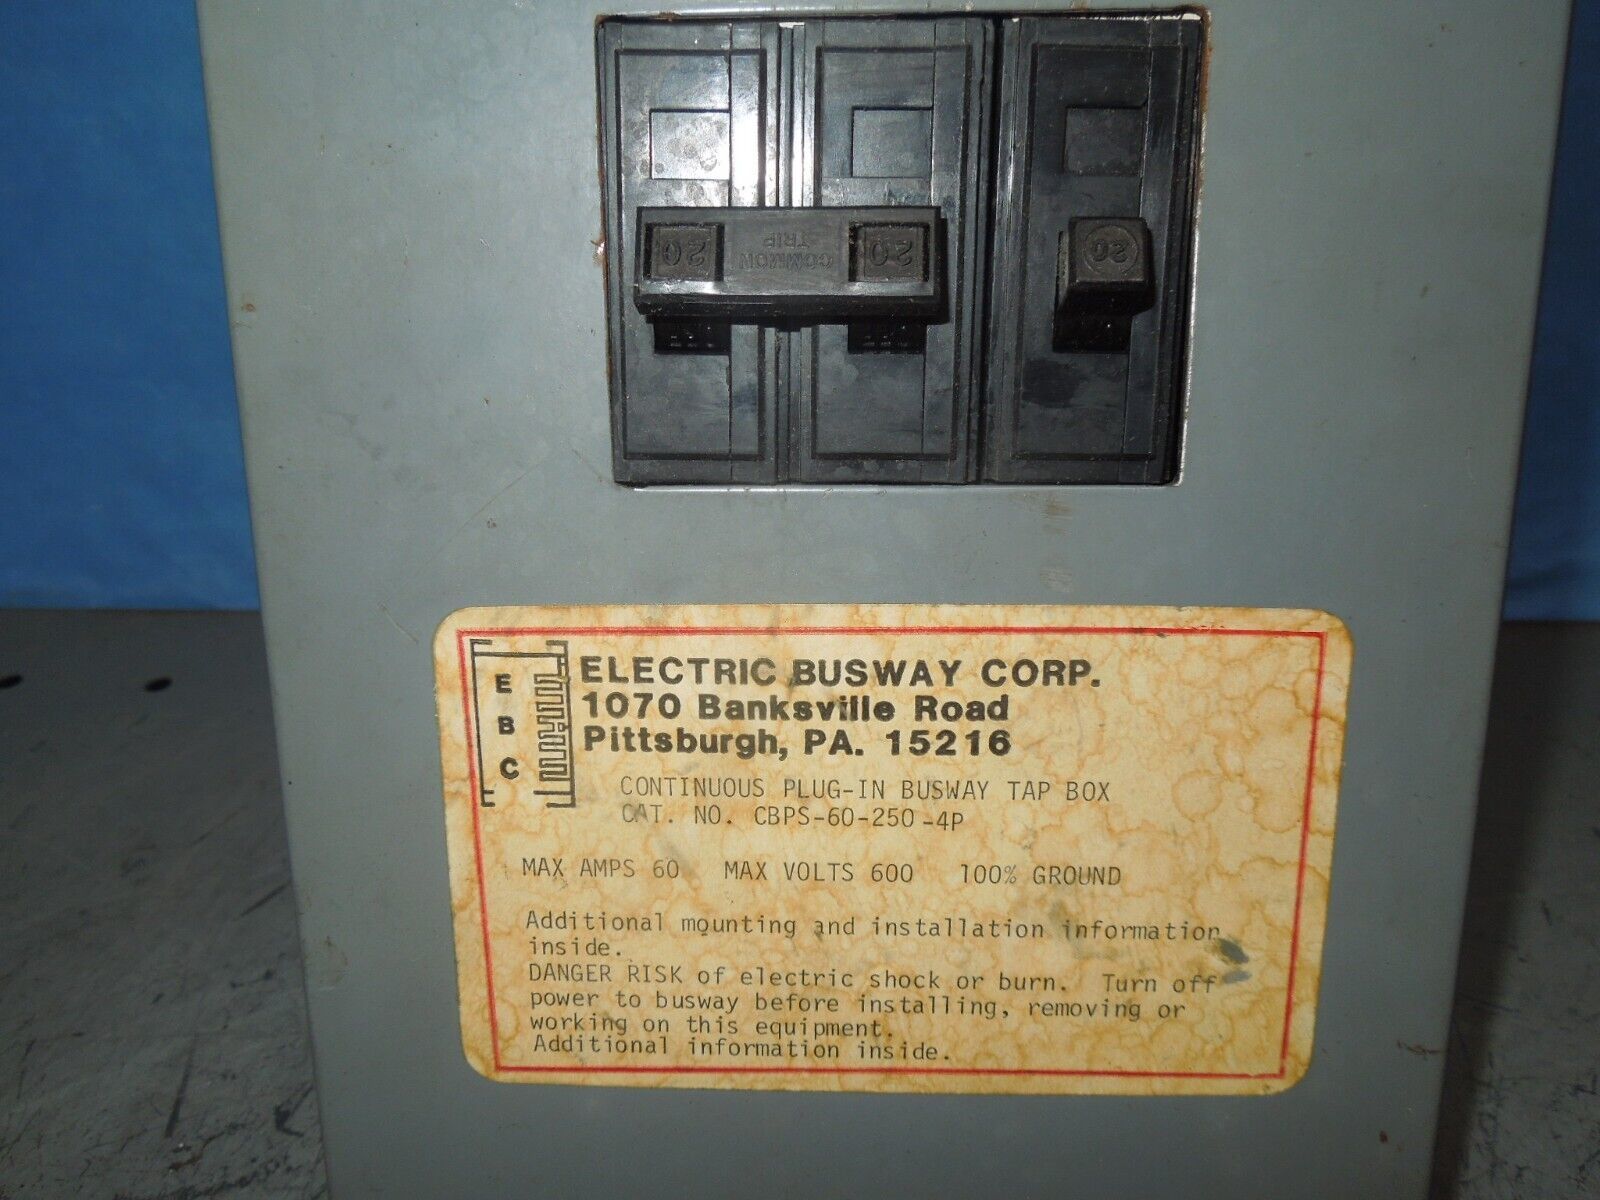 20 COMMON TRIP 20
20
E B C
ELECTRIC BUSWAY CORP.
1070 Banksville Road
Pittsburgh, PA. 15216
CONTINUOUS PLUG-IN BUSWAY TAP BOX
CAT. NO. CBPS-60-250-4P
MAX AMPS 60 MAX VOLTS 600 100% GROUND
Additional mounting and installation information
inside.
DANGER RISK of electric shock or burn. Turn off
power to busway before installing, removing or
working on this equipment.
Additional information inside.